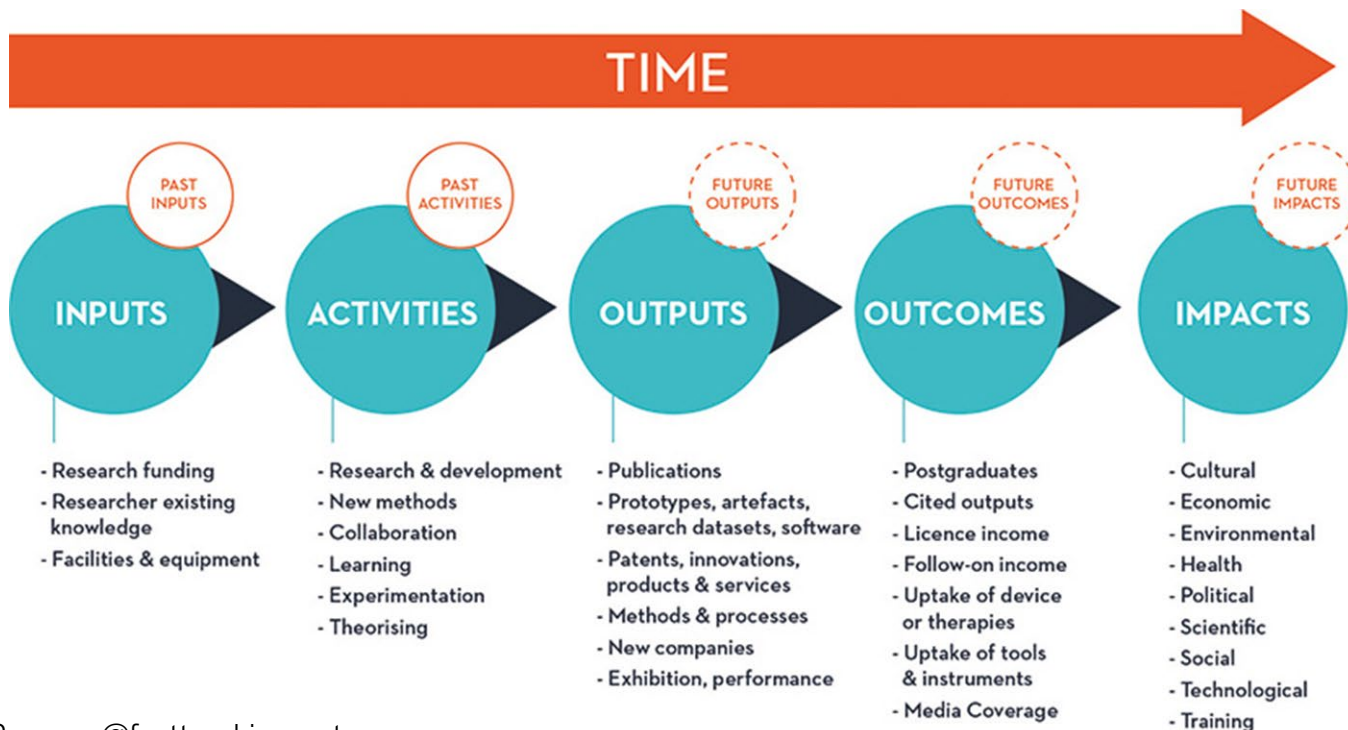 TIME
PAST
INPUTS
PAST
ACTIVITIES
FUTURE
OUTPUTS
FUTURE
OUTCOMES
FUTURE
IMPACTS
INPUTS
ACTIVITIES
OUTPUTS
OUTCOMES
IMPACTS
- Research funding
- Researcher existing
knowledge
- Facilities & equipment
- Research & development
- New methods
- Collaboration
- Learning
- Experimentation
- Theorising
- Publications
- Prototypes, artefacts,
research datasets, software
- Patents, innovations,
products & services
- Methods & processes
- New companies
- Exhibition, performance
- Postgraduates
- Cited outputs
- Licence income
- Follow-on income
- Uptake of device
or therapies
- Uptake of tools
& instruments
- Media Coverage
- Cultural
- Economic
- Environmental
- Health
- Political
- Scientific
- Social
- Technological
- Training